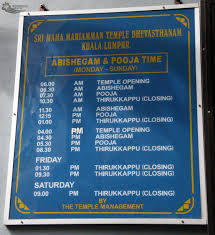 SRI MAHA MARIAMMAN TEMPLE DHEVASTHANAM
KUALA LUMPUR
ABISHEGAM & POOJA TIME
(MONDAY - SUNDAY)
06.00 AM TEMPLE OPENING
06.30 AM ABISHEGAM
07.30 AM POOJA
10.30 AM THIRUKKAPPU (CLOSING)
11.30 AM ABISHEGAM
12.15 PM POOJA
01.00 PM THIRUKKAPPU (CLOSING)
04.00 PM TEMPLE OPENING
04.30 PM ABISHEGAM
05.30 PM POOJA
08.30 PM THIRUKKAPPU (CLOSING)
FRIDAY
01.30 PM THIRUKKAPPU (CLOSING)
09.30 PM THIRUKKAPPU (CLOSING)
SATURDAY
09.00 PM THIRUKKAPPU (CLOSING)
BY
THE TEMPLE MANAGEMENT